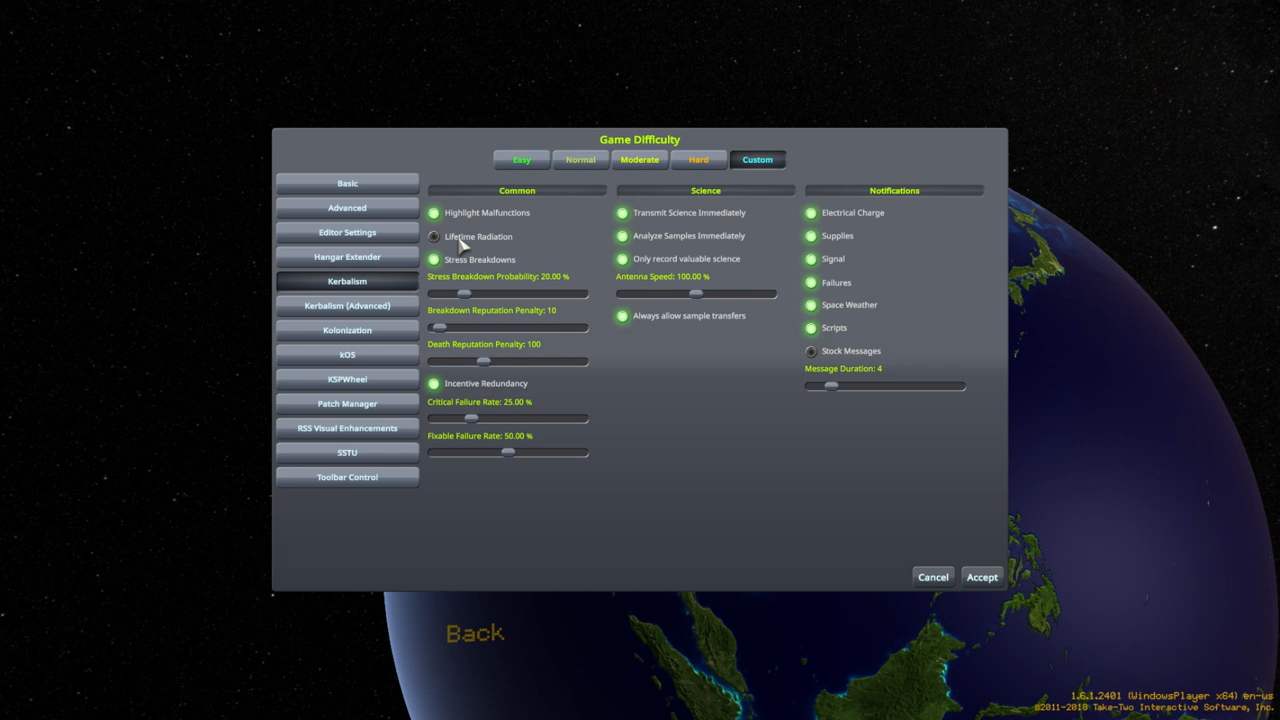 Game Difficulty
Easy
Normal
Moderate
Hard
Custom
Basic
Advanced
Editor Settings
Hangar Extender
Kerbalism
Kerbalism (Advanced)
Kolonization
kOS
KSPWheel
Patch Manager
RSS Visual Enhancements
SSTU
Toolbar Control
Common
Highlight Malfunctions
Lifetime Radiation
Stress Breakdowns
Stress Breakdown Probability: 20.00 %
Breakdown Reputation Penalty: 10
Death Reputation Penalty: 100
Incentive Redundancy
Critical Failure Rate: 25.00 %
Fixable Failure Rate: 50.00 %
Science
Transmit Science Immediately
Analyze Samples Immediately
Only record valuable science
Antenna Speed: 100.00 %
Always allow sample transfers
Notifications
Electrical Charge
Supplies
Signal
Failures
Space Weather
Scripts
Stock Messages
Message Duration: 4
Cancel
Accept
Back
1.6.1.2401 (WindowsPlayer x64) en-us
©2011-2018 Take-Two Interactive Software, Inc.